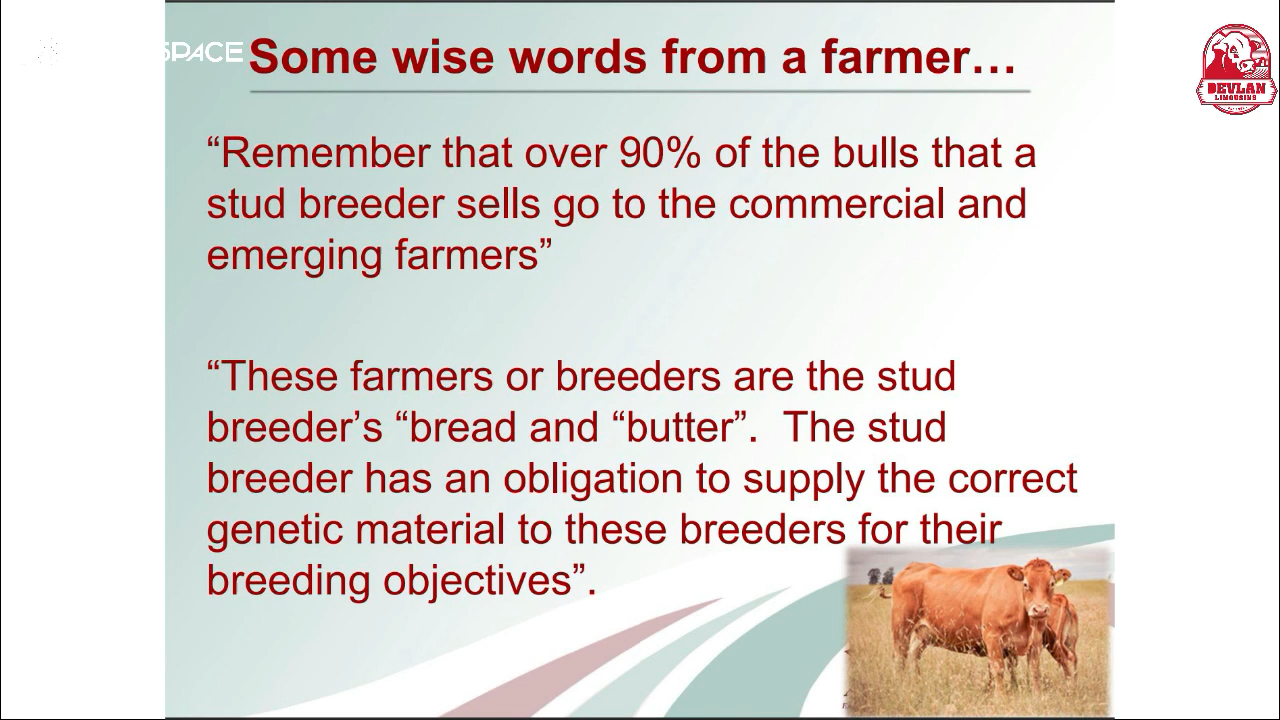 SPACE
Some wise words from a farmer…
DEVLAN
LIMOUSINS
“Remember that over 90% of the bulls that a
stud breeder sells go to the commercial and
emerging farmers”
“These farmers or breeders are the stud
breeder’s “bread and “butter”.  The stud
breeder has an obligation to supply the correct
genetic material to these breeders for their
breeding objectives”.